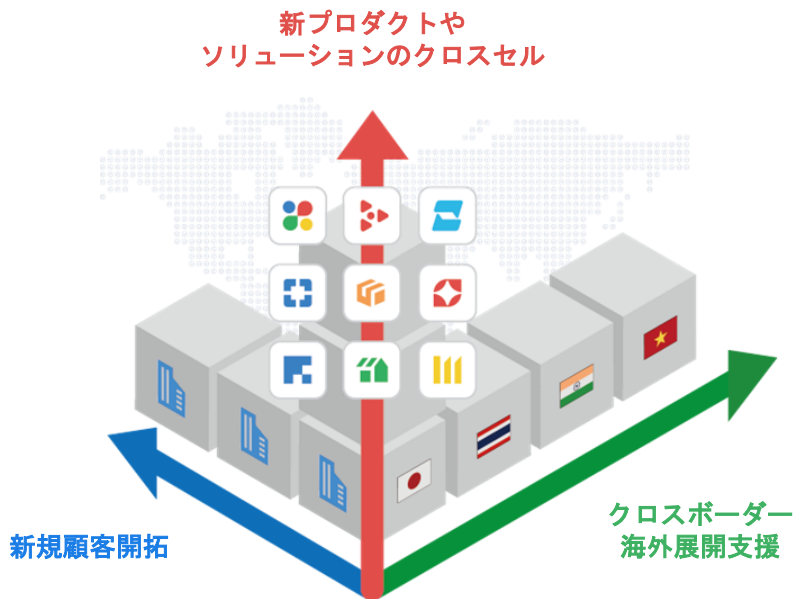 新プロダクトや
ソリューションのクロスセル
クロスボーダー
海外展開支援
新規顧客開拓